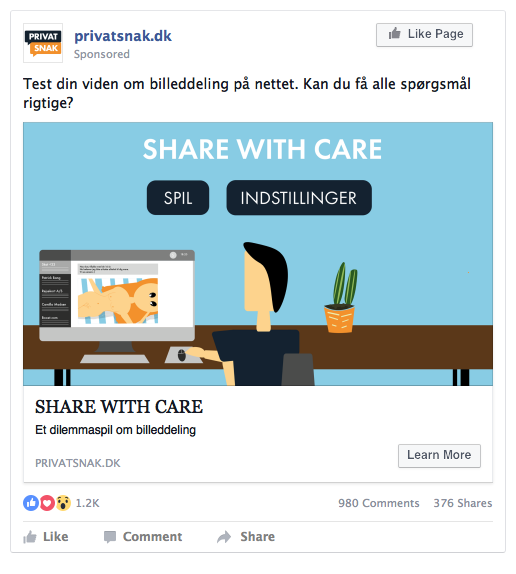 PRIVAT
SNAK
privatsnak.dk
Sponsored
Like Page
Test din viden om billeddeling på nettet. Kan du få alle spørgsmål
rigtige?
SHARE WITH CARE
SPIL
INDSTILLINGER
SHARE WITH CARE
Et dilemmaspil om billeddeling
PRIVATSNAK.DK
Learn More
1.2K
980 Comments
376 Shares
Like
Comment
Share